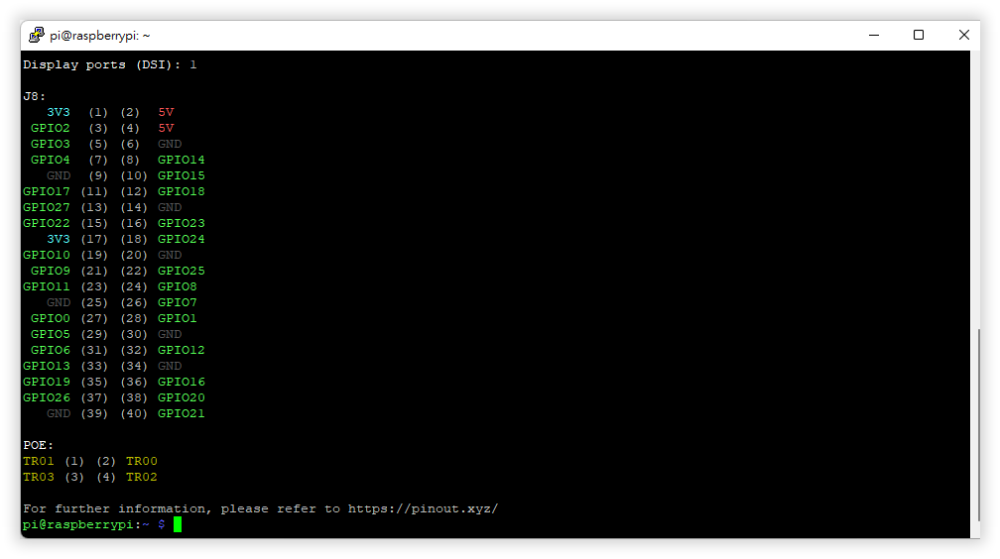 pi@raspberrypi: ~
Display ports (DSI): 1
J8:
3V3 (1) (2) 5V
GPIO2 (3) (4) 5V
GPIO3 (5) (6) GND
GPIO4 (7) (8) GPIO14
GND (9) (10) GPIO15
GPIO17 (11) (12) GPIO18
GPIO27 (13) (14) GND
GPIO22 (15) (16) GPIO23
3V3 (17) (18) GPIO24
GPIO10 (19) (20) GND
GPIO9 (21) (22) GPIO25
GPIO11 (23) (24) GPIO8
GND (25) (26) GPIO7
GPIO0 (27) (28) GPIO1
GPIO5 (29) (30) GND
GPIO6 (31) (32) GPIO12
GPIO13 (33) (34) GND
GPIO19 (35) (36) GPIO16
GPIO26 (37) (38) GPIO20
GND (39) (40) GPIO21
POE:
TR01 (1) (2) TR00
TR03 (3) (4) TR02
For further information, please refer to https://pinout.xyz/
pi@raspberrypi:~ $